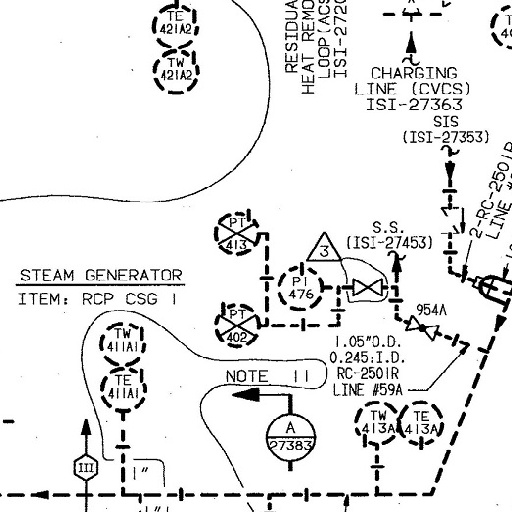 TE
421A2
TW
421A2
RESIDUA
HEAT REMO
LOOP(ACS
ISI-2720
CHARGING
LINE (CVCS)
ISI-27363
SIS
(ISI-27353)
2-RC-2501R
LINE #
PT
413
S.S.
(ISI-27453)
3
STEAM GENERATOR
ITEM: RCP CSG 1
PI
476
PT
402
954A
TW
411A1
TE
411A1
1.05"O.D.
0.245:I.D.
RC-2501R
LINE #59A
NOTE 11
A
27383
TW
413A
TE
413A
III
1"
1"